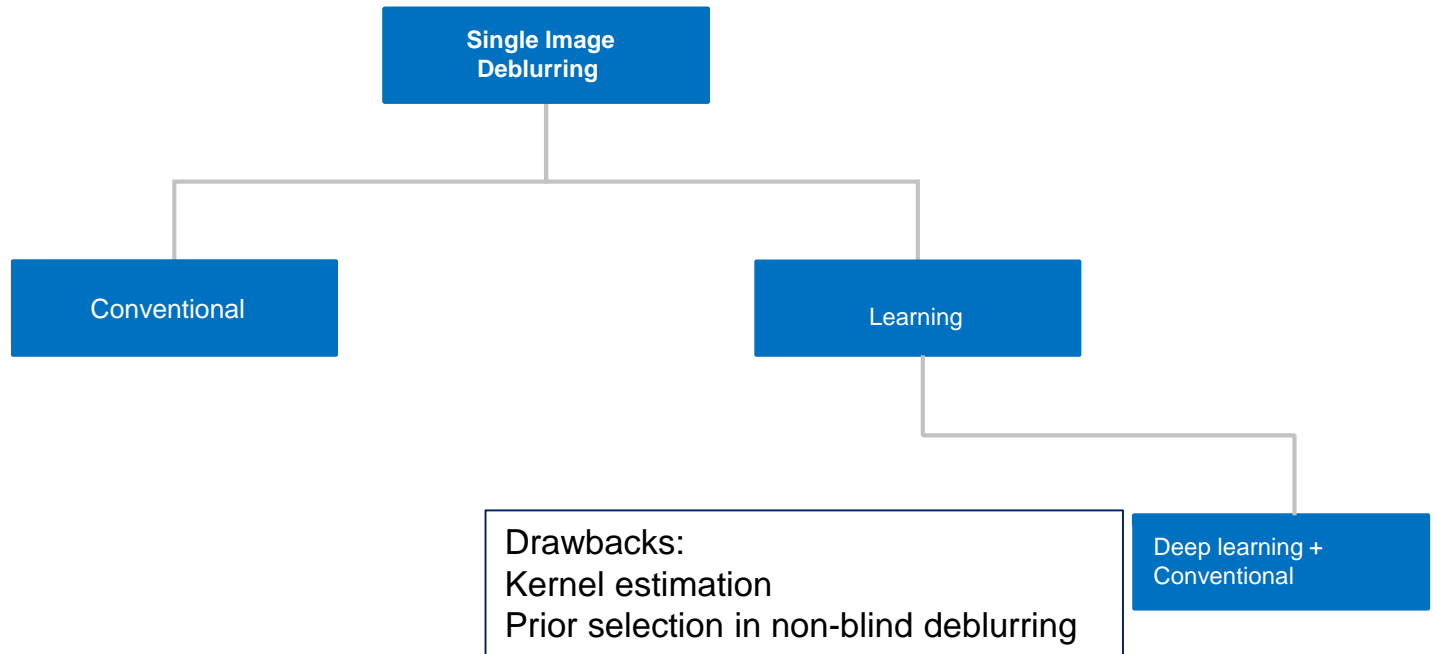 Single Image
Deblurring
Conventional
Learning
Drawbacks:
Kernel estimation
Prior selection in non-blind deblurring
Deep learning +
Conventional